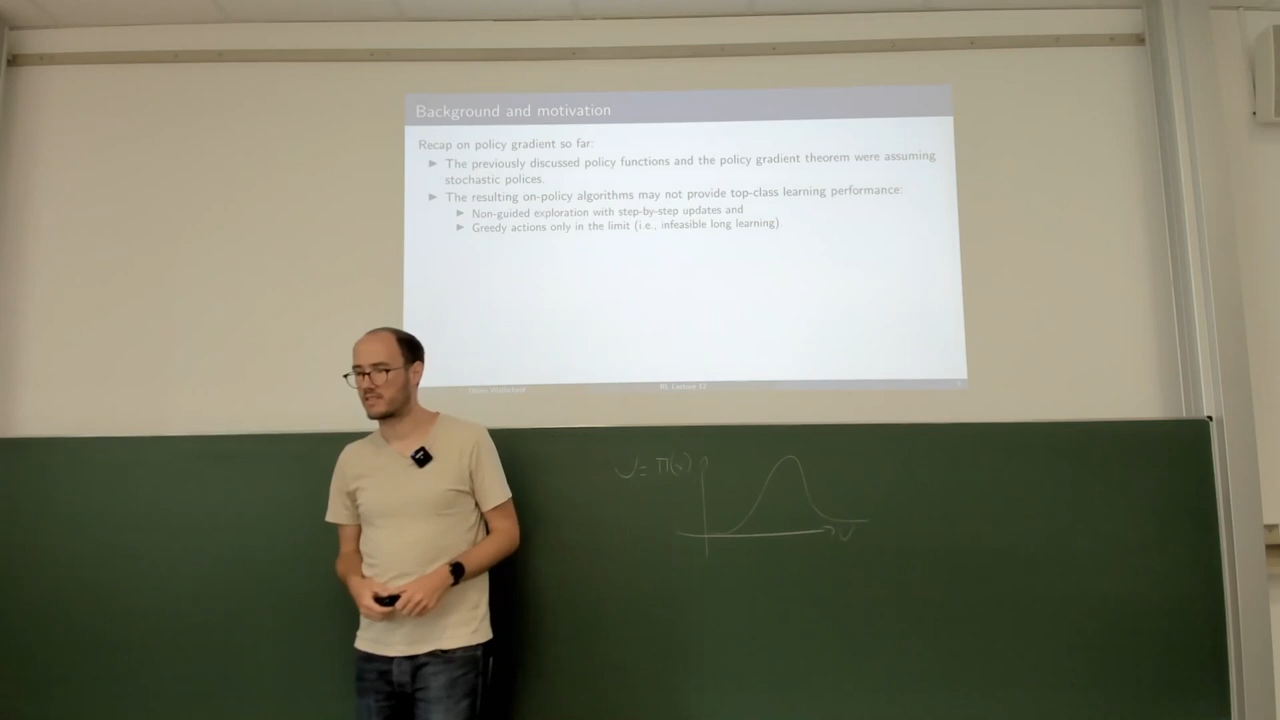 Background and motivation
Recap on policy gradient so far:
▶ The previously discussed policy functions and the policy gradient theorem were assuming
stochastic polices.
▶ The resulting on-policy algorithms may not provide top-class learning performance:
▶ Non-guided exploration with step-by-step updates and
▶ Greedy actions only in the limit (i.e., infeasible long learning)
RL Lecture 12
U = π(x)
U